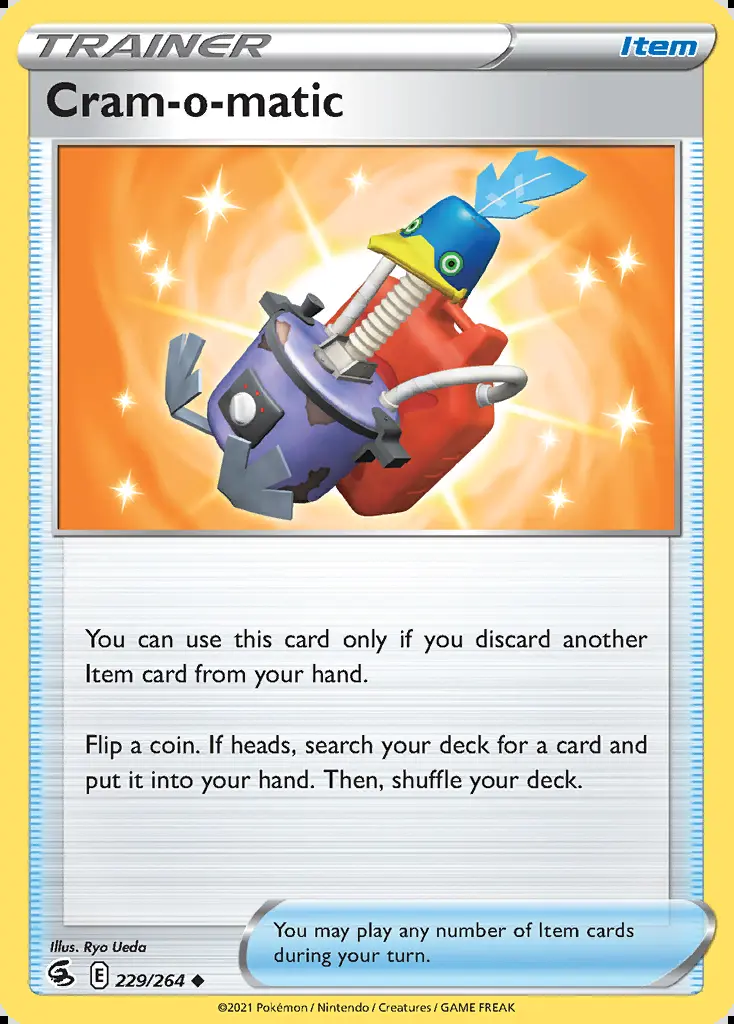 TRAINER
Item
Cram-o-matic
You can use this card only if you discard another
Item card from your hand.
Flip a coin. If heads, search your deck for a card and
put it into your hand. Then, shuffle your deck.
You may play any number of Item cards
during your turn.
Illus. Ryo Ueda
E 229/264
©2021 Pokémon / Nintendo / Creatures / GAME FREAK